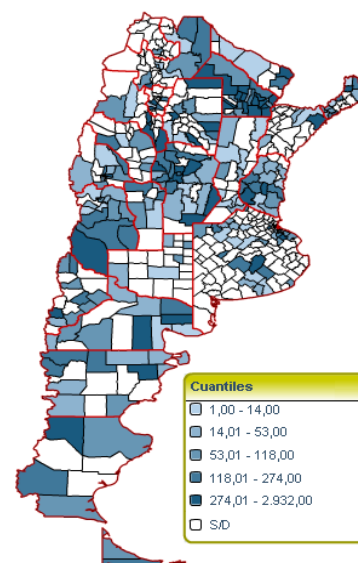 Cuantiles
1,00 - 14,00
14,01 - 53,00
53,01 - 118,00
118,01 - 274,00
274,01 - 2.932,00
S/D